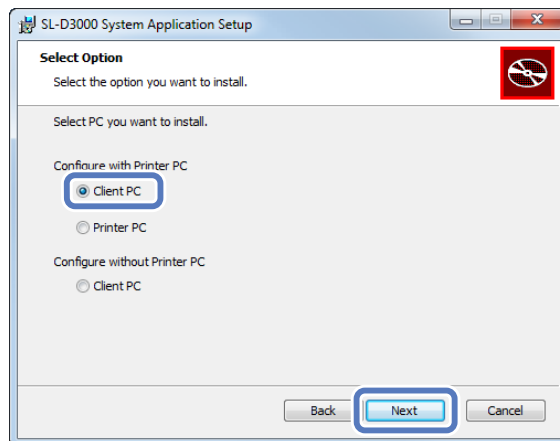 SL-D3000 System Application Setup
Select Option
Select the option you want to install.
Select PC you want to install.
Configure with Printer PC
Client PC
Printer PC
Configure without Printer PC
Client PC
Back Next Cancel